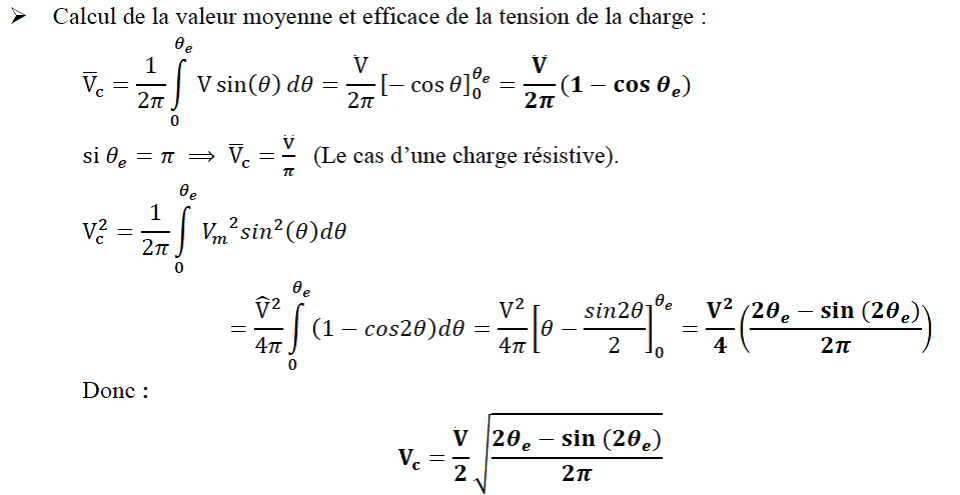 ➤ Calcul de la valeur moyenne et efficace de la tension de la charge :
V̅c = 1/2π ∫₀^θe V sin(θ) dθ = V/2π [− cos θ]₀^θe = V/2π (1 − cos θe)
si θe = π ⟹ V̅c = V/π (Le cas d’une charge résistive).
Vc² = 1/2π ∫₀^θe Vm² sin²(θ)dθ
= V̂²/4π ∫₀^θe (1 − cos2θ)dθ = V²/4π [θ − sin2θ/2]₀^θe = V²/4 ((2θe − sin (2θe))/2π)
Donc :
Vc = V/2 √((2θe − sin (2θe))/2π)